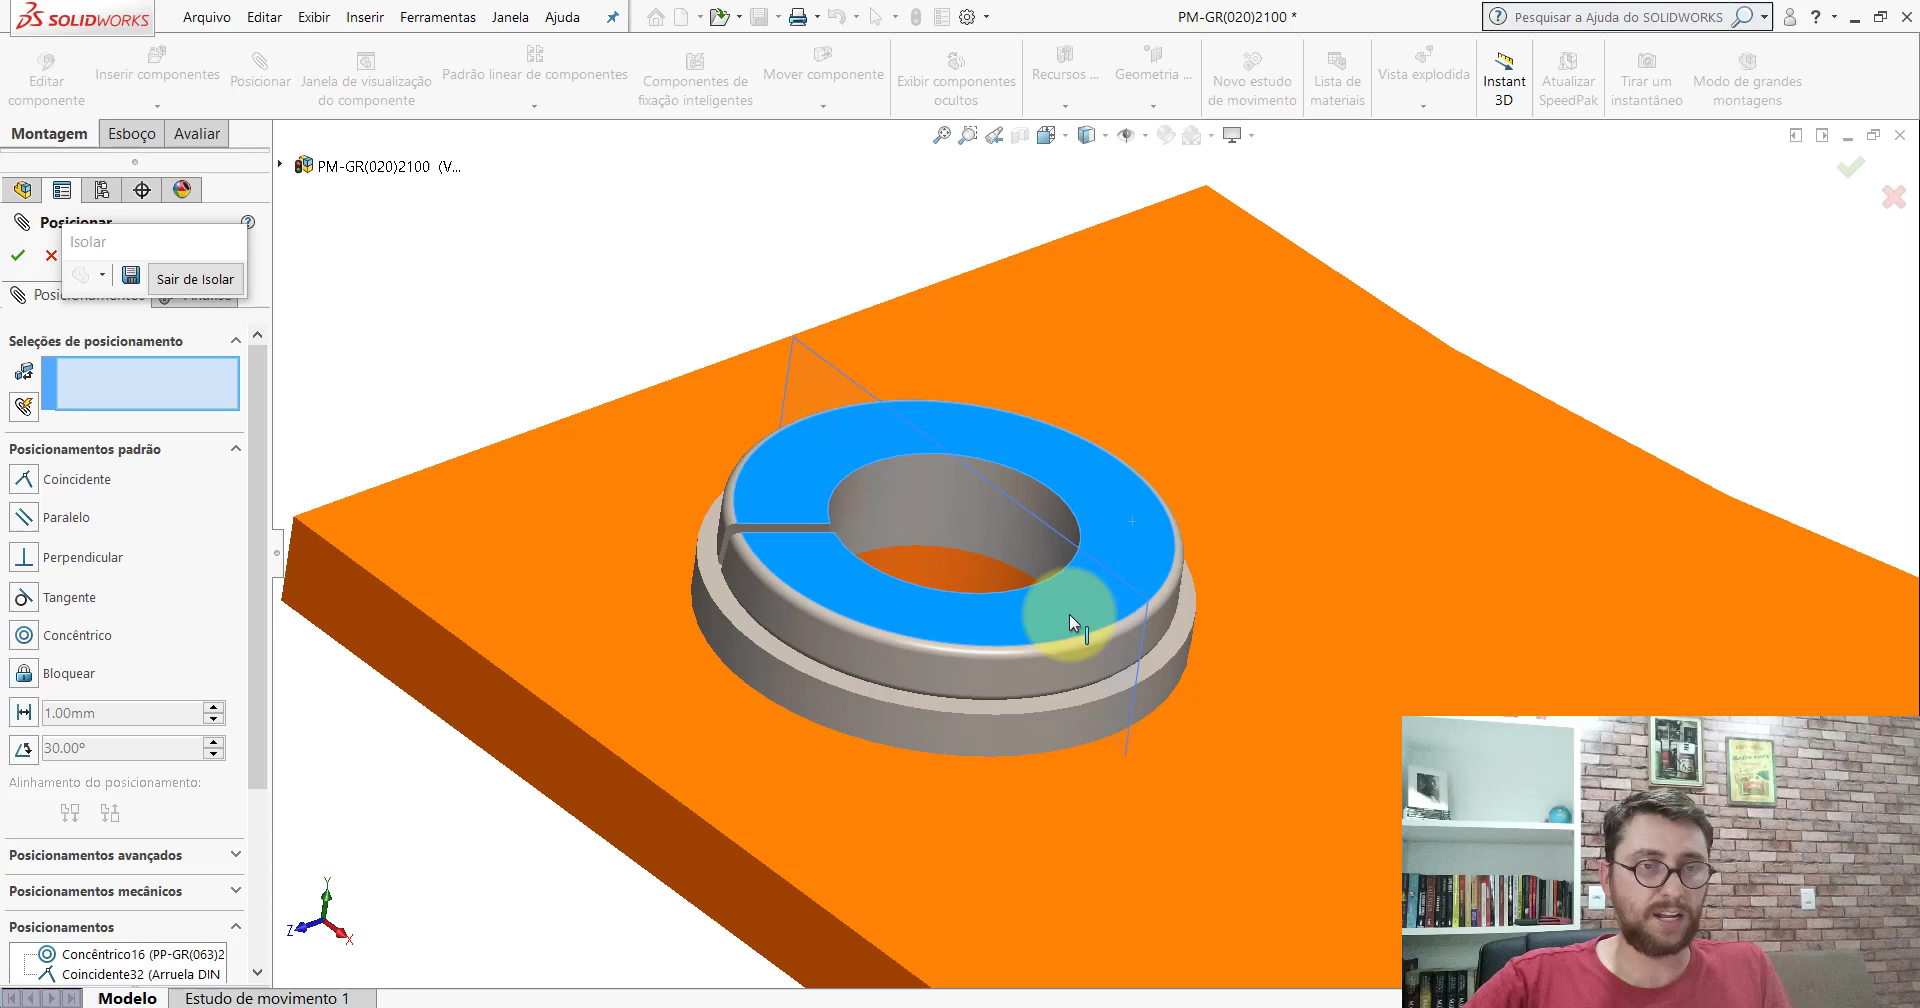 SOLIDWORKS
Arquivo Editar Exibir Inserir Ferramentas Janela Ajuda
PM-GR(020)2100 *
Pesquisar a Ajuda do SOLIDWORKS
Editar componente
Inserir componentes
Posicionar
Janela de visualização do componente
Padrão linear de componentes
Componentes de fixação inteligentes
Mover componente
Exibir componentes ocultos
Recursos ...
Geometria ...
Novo estudo de movimento
Lista de materiais
Vista explodida
Instant 3D
Atualizar SpeedPak
Tirar um instantâneo
Modo de grandes montagens
Montagem Esboço Avaliar
PM-GR(020)2100 (V...
Posicionar
Isolar
Sair de Isolar
Seleções de posicionamento
Posicionamentos padrão
Coincidente
Paralelo
Perpendicular
Tangente
Concêntrico
Bloquear
1.00mm
30.00°
Alinhamento do posicionamento:
Posicionamentos avançados
Posicionamentos mecânicos
Posicionamentos
Concêntrico16 (PP-GR(063)2
Coincidente32 (Arruela DIN
Y
Z
X
Modelo Estudo de movimento 1